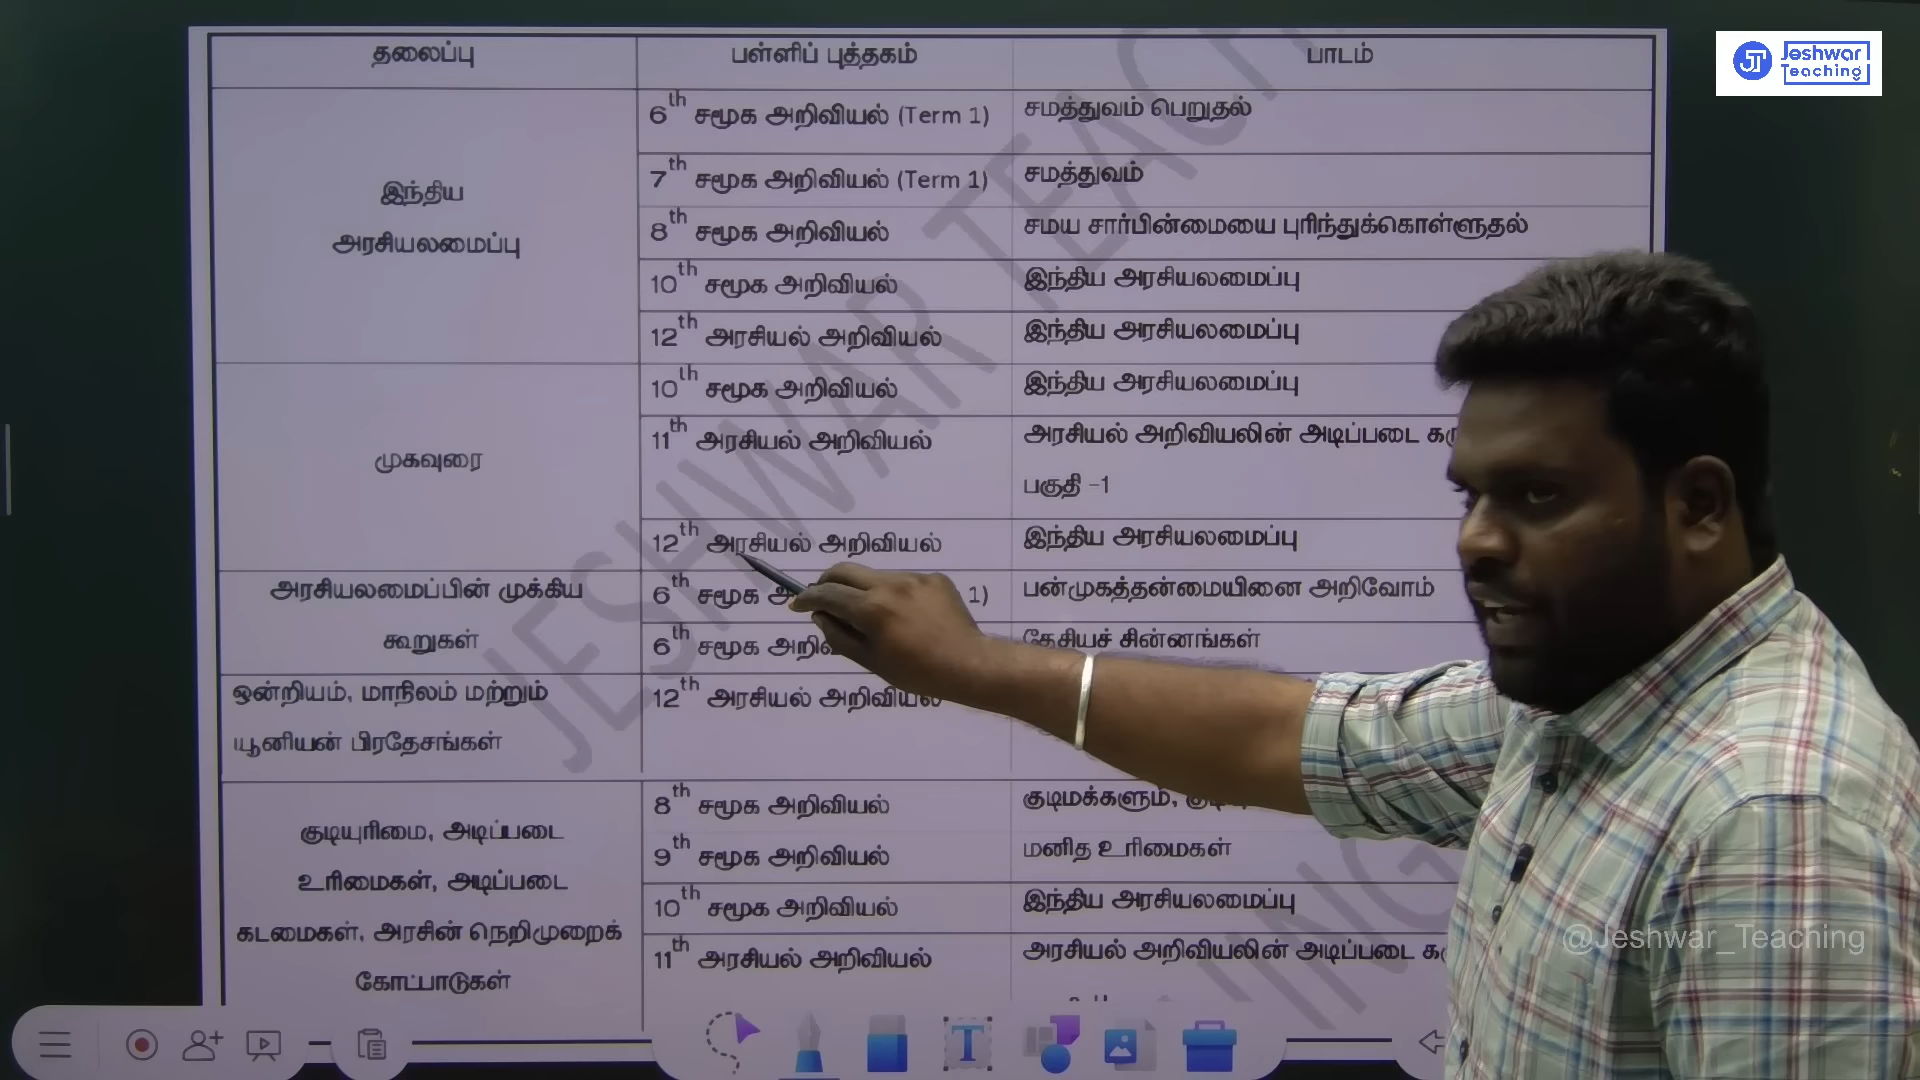 தலைப்பு பள்ளிப் புத்தகம் பாடம்
Jeshwar
Teaching
6th சமூக அறிவியல் (Term 1) சமத்துவம் பெறுதல்
7th சமூக அறிவியல் (Term 1) சமத்துவம்
இந்திய
அரசியலமைப்பு
8th சமூக அறிவியல் சமய சார்பின்மையை புரிந்துக்கொள்ளுதல்
10th சமூக அறிவியல் இந்திய அரசியலமைப்பு
12th அரசியல் அறிவியல் இந்திய அரசியலமைப்பு
முகவுரை
10th சமூக அறிவியல் இந்திய அரசியலமைப்பு
11th அரசியல் அறிவியல் அரசியல் அறிவியலின் அடிப்படை
பகுதி -1
12th அரசியல் அறிவியல் இந்திய அரசியலமைப்பு
அரசியலமைப்பின் முக்கிய
கூறுகள்
6th சமூக 1) பன்முகத்தன்மையினை அறிவோம்
6th சமூக தேசியச் சின்னங்கள்
ஒன்றியம், மாநிலம் மற்றும்
யூனியன் பிரதேசங்கள்
12th அரசியல் அறிவியல்
குடியுரிமை, அடிப்படை
உரிமைகள், அடிப்படை
கடமைகள், அரசின் நெறிமுறைக்
கோட்பாடுகள்
8th சமூக அறிவியல் குடிமக்களும்,
9th சமூக அறிவியல் மனித உரிமைகள்
10th சமூக அறிவியல் இந்திய அரசியலமைப்பு
11th அரசியல் அறிவியல் அரசியல் அறிவியலின் அடிப்படை
JESHWAR
@Jeshwar_Teaching